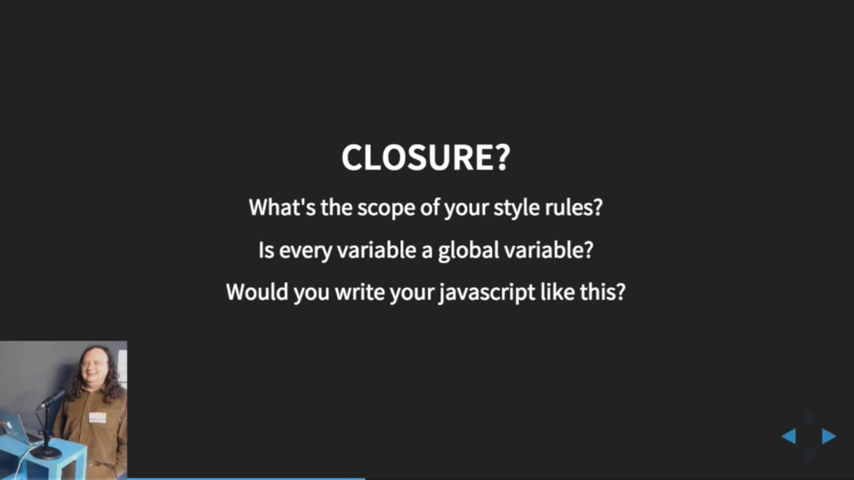 CLOSURE?
What's the scope of your style rules?
Is every variable a global variable?
Would you write your javascript like this?